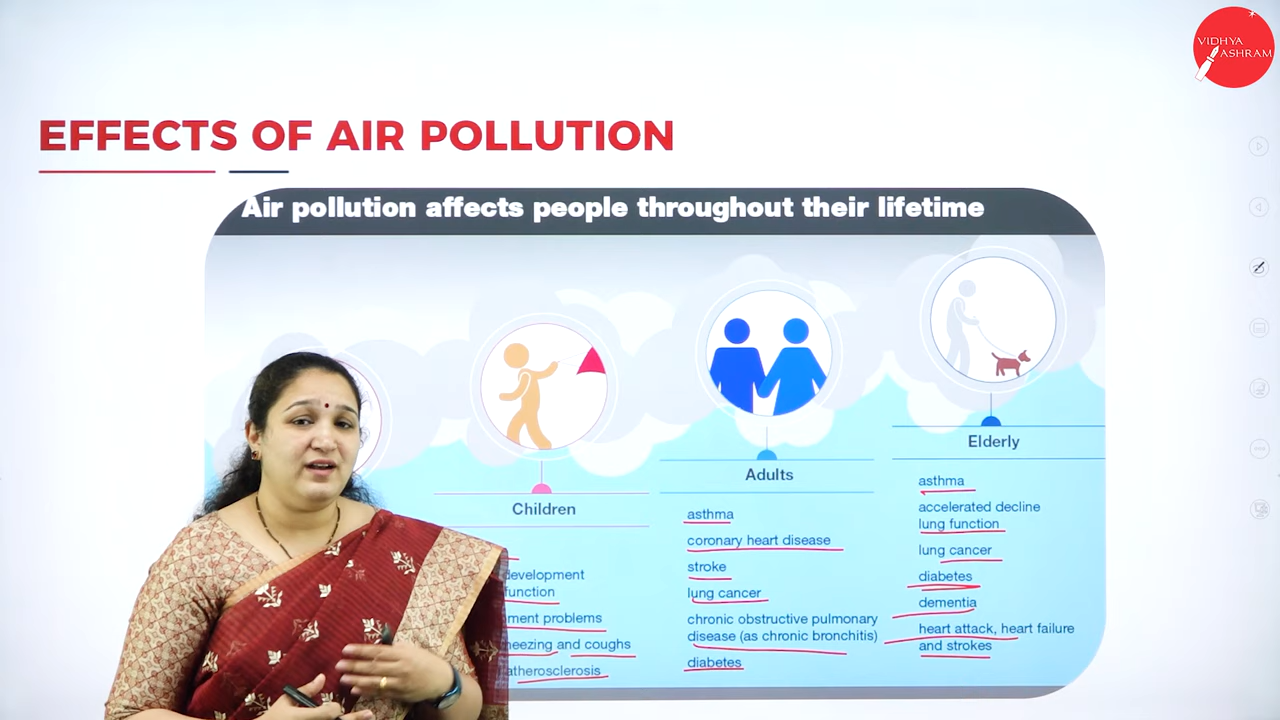 VIDHYA
ASHRAM
EFFECTS OF AIR POLLUTION
Air pollution affects people throughout their lifetime
Children
development
function
problems
and coughs
atherosclerosis
Adults
asthma
coronary heart disease
stroke
lung cancer
chronic obstructive pulmonary
disease (as chronic bronchitis)
diabetes
Elderly
asthma
accelerated decline
lung function
lung cancer
diabetes
dementia
heart attack, heart failure
and strokes